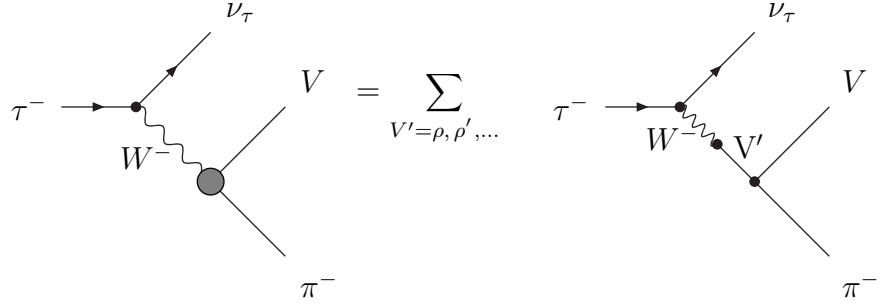 ν_τ
τ⁻
W⁻
V
π⁻
= ∑
V′=ρ, ρ′,...
ν_τ
τ⁻
W⁻
V′
V
π⁻